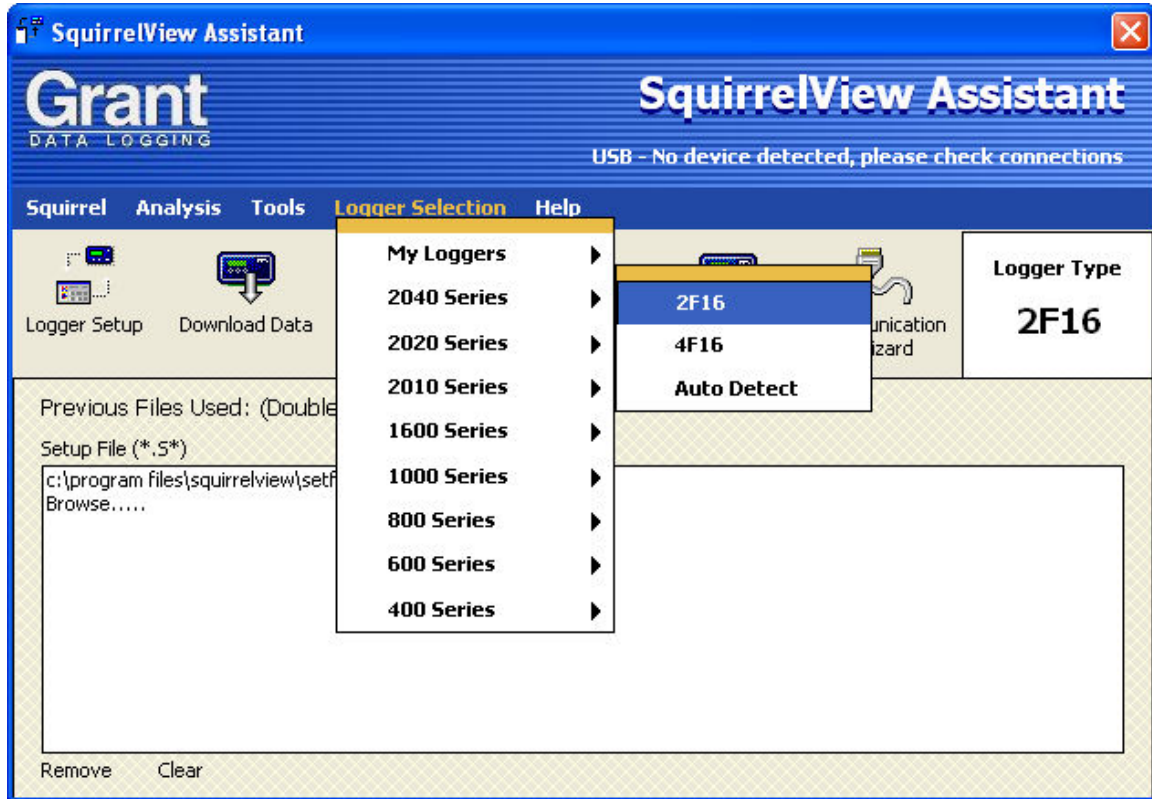 SquirrelView Assistant
Grant
DATA LOGGING
SquirrelView Assistant
USB - No device detected, please check connections
Squirrel Analysis Tools Logger Selection Help
Logger Setup
Download Data
My Loggers
2040 Series
2020 Series
2010 Series
1600 Series
1000 Series
800 Series
600 Series
400 Series
2F16
4F16
Auto Detect
Logger Type
2F16
Previous Files Used: (Double
Setup File (*.S*)
c:\program files\squirrelview\setf
Browse.....
Remove Clear